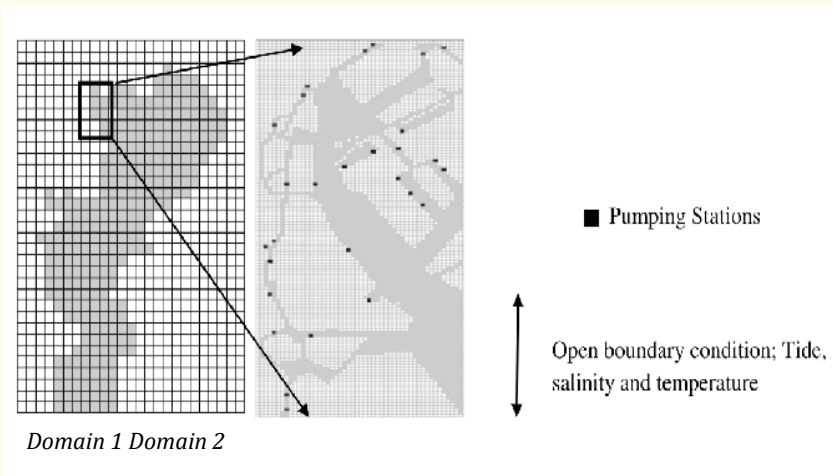 Pumping Stations
Open boundary condition; Tide,
salinity and temperature
Domain 1 Domain 2